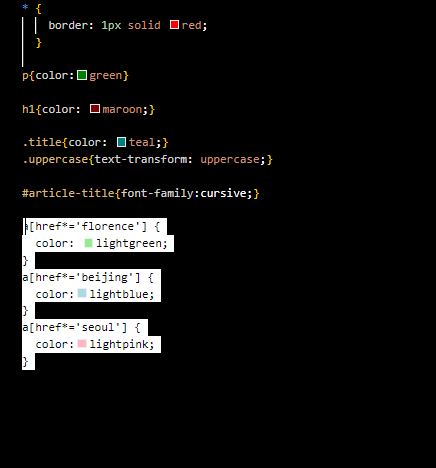 * {
border: 1px solid red;
}
p{color:green}
h1{color: maroon;}
.title{color: teal;}
.uppercase{text-transform: uppercase;}
#article-title{font-family:cursive;}
a[href*='florence'] {
color: lightgreen;
}
a[href*='beijing'] {
color: lightblue;
}
a[href*='seoul'] {
color: lightpink;
}